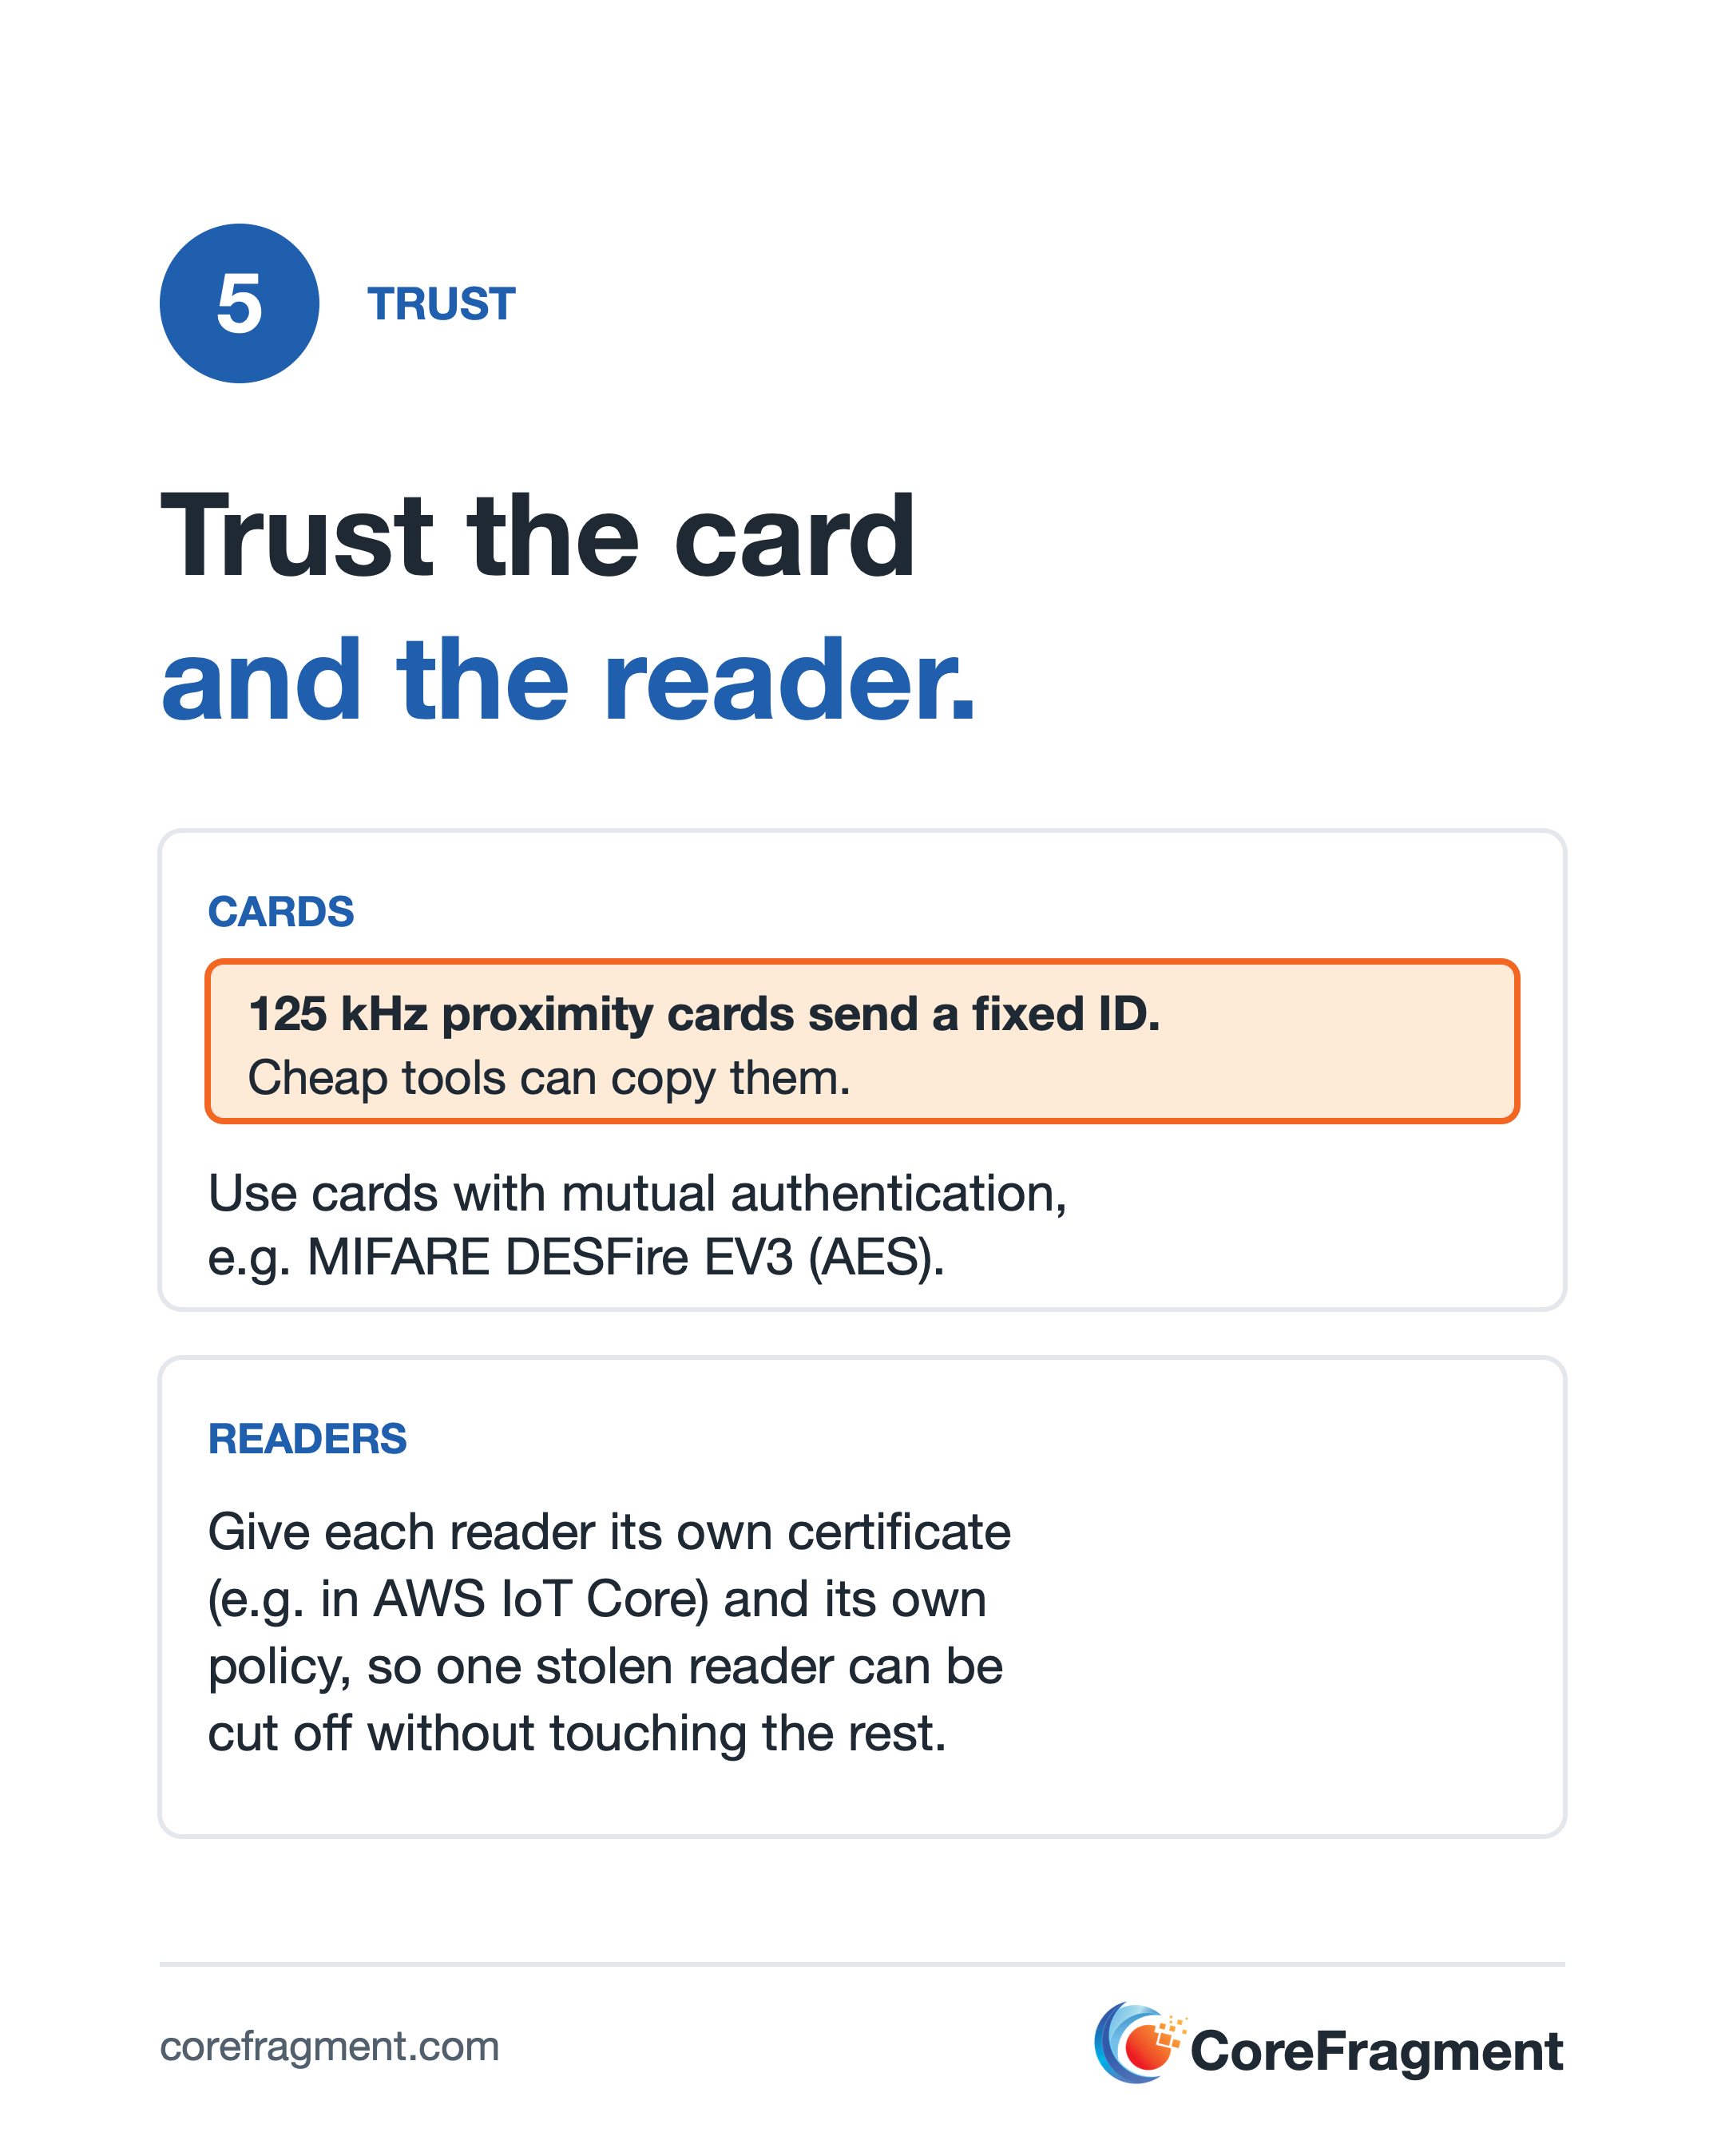 5
TRUST
Trust the card
and the reader.
CARDS
125 kHz proximity cards send a fixed ID.
Cheap tools can copy them.
Use cards with mutual authentication,
e.g. MIFARE DESFire EV3 (AES).
READERS
Give each reader its own certificate
(e.g. in AWS IoT Core) and its own
policy, so one stolen reader can be
cut off without touching the rest.
corefragment.com
CoreFragment